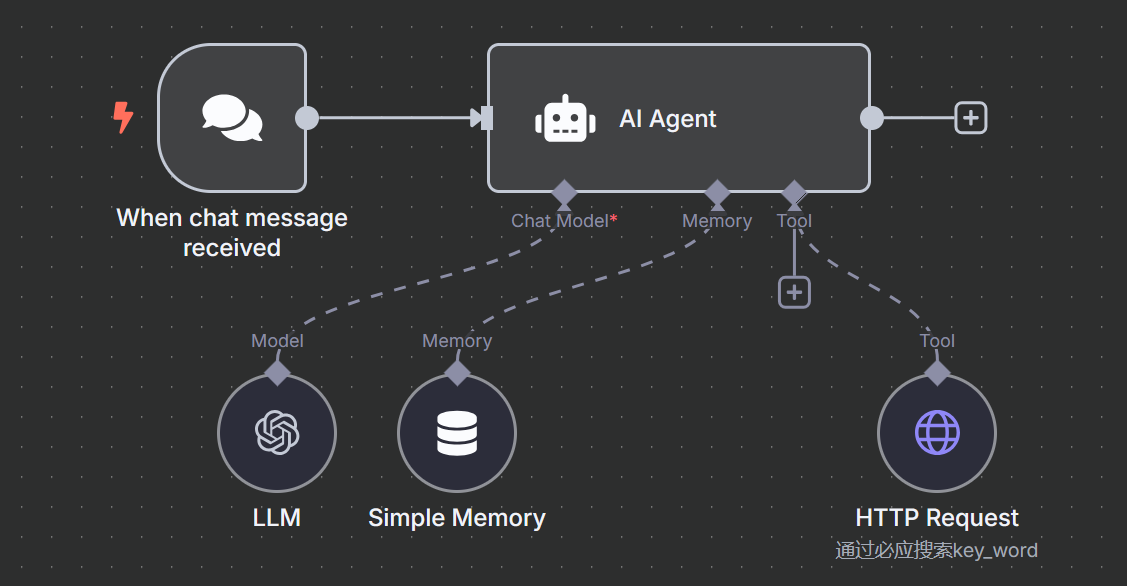 AI Agent
When chat message
received
Chat Model*
Memory
Tool
Model
Memory
Tool
LLM
Simple Memory
HTTP Request
通过必应搜索key_word